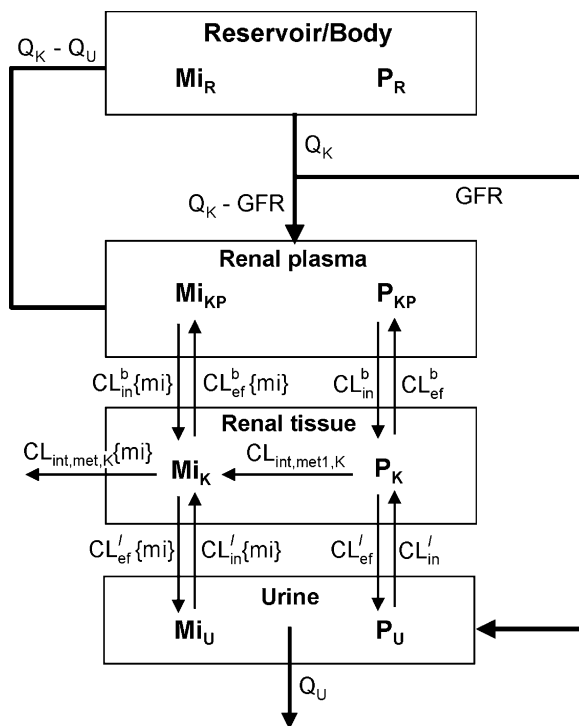 Reservoir/Body
Q_K - Q_U
Mi_R P_R
Q_K
Q_K - GFR
GFR
Renal plasma
Mi_KP P_KP
CL^b_in{mi} CL^b_ef{mi} CL^b_in CL^b_ef
Renal tissue
CL_int,met,K{mi} Mi_K CL_int,met1,K P_K
CL^l_ef{mi} CL^l_in{mi} CL^l_ef CL^l_in
Urine
Mi_U P_U
Q_U